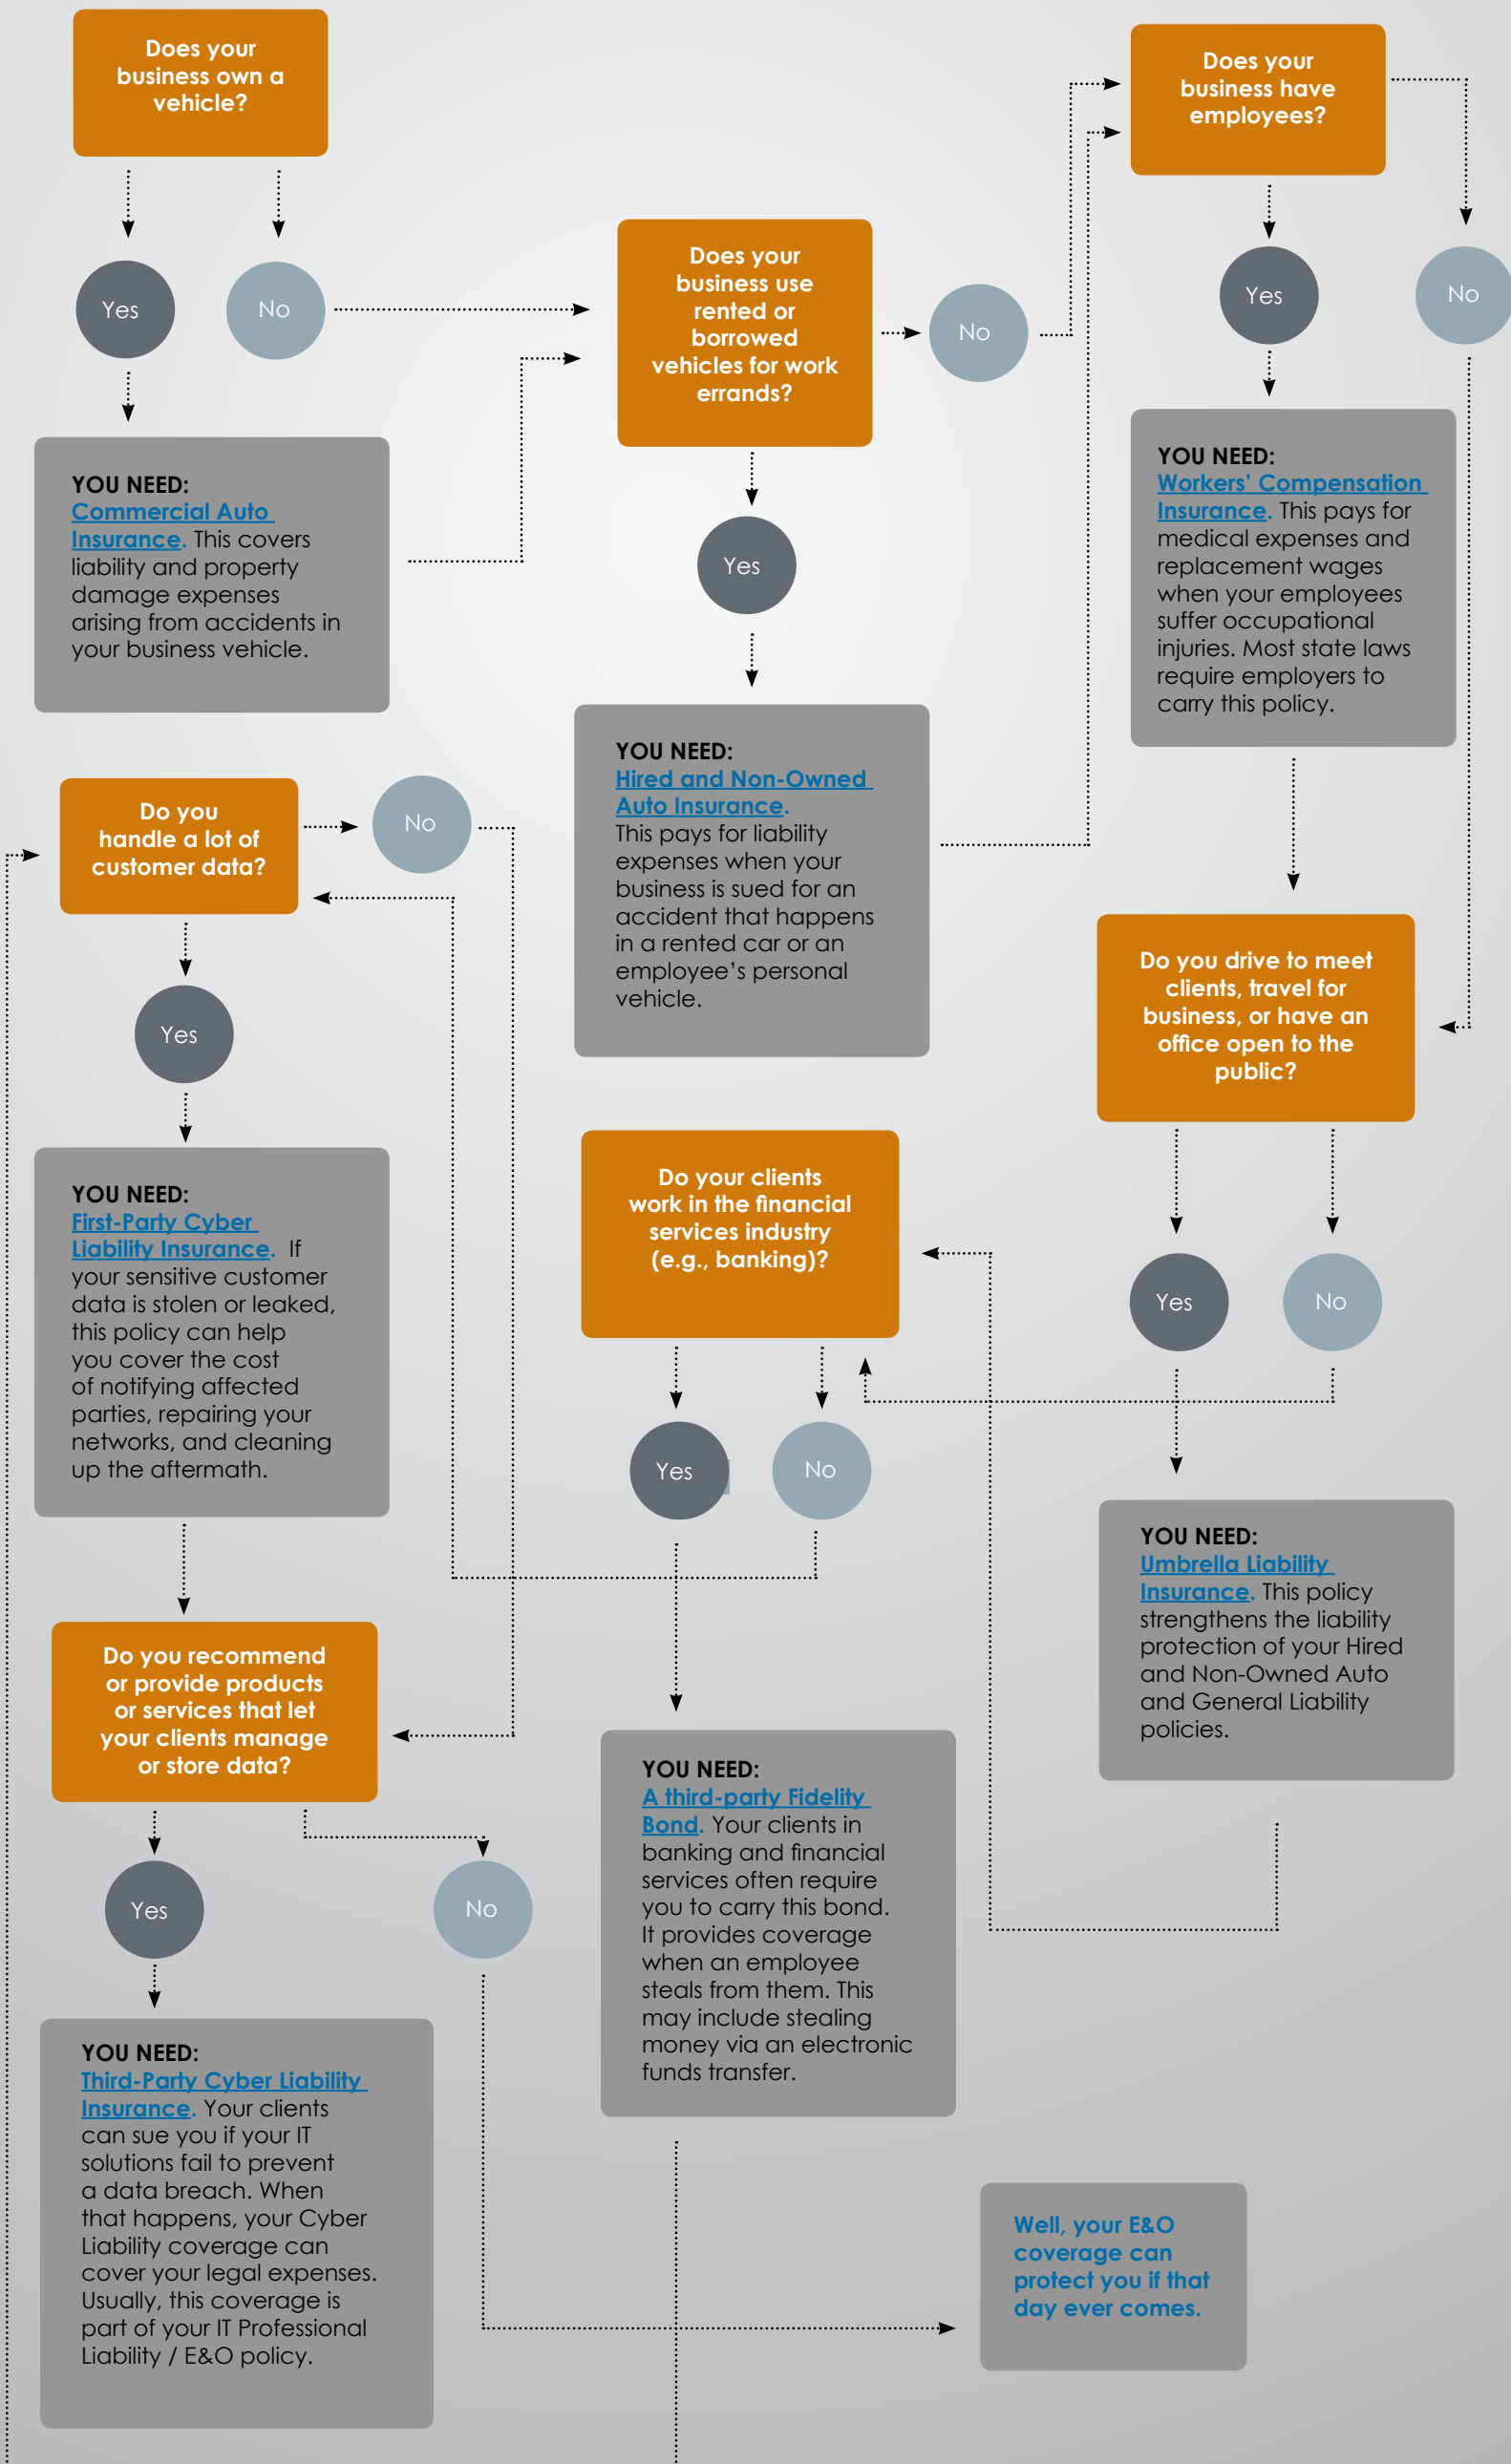 Does your
business own a
vehicle?
Yes
No
YOU NEED:
Commercial Auto
Insurance. This covers
liability and property
damage expenses
arising from accidents in
your business vehicle.
Does your
business use
rented or
borrowed
vehicles for work
errands?
No
Yes
YOU NEED:
Hired and Non-Owned
Auto Insurance.
This pays for liability
expenses when your
business is sued for an
accident that happens
in a rented car or an
employee’s personal
vehicle.
Does your
business have
employees?
Yes
No
YOU NEED:
Workers’ Compensation
Insurance. This pays for
medical expenses and
replacement wages
when your employees
suffer occupational
injuries. Most state laws
require employers to
carry this policy.
Do you drive to meet
clients, travel for
business, or have an
office open to the
public?
Yes
No
YOU NEED:
Umbrella Liability
Insurance. This policy
strengthens the liability
protection of your Hired
and Non-Owned Auto
and General Liability
policies.
Do your clients
work in the financial
services industry
(e.g., banking)?
Yes
No
YOU NEED:
A third-party Fidelity
Bond. Your clients in
banking and financial
services often require
you to carry this bond.
It provides coverage
when an employee
steals from them. This
may include stealing
money via an electronic
funds transfer.
Do you
handle a lot of
customer data?
No
Yes
YOU NEED:
First-Party Cyber
Liability Insurance. If
your sensitive customer
data is stolen or leaked,
this policy can help
you cover the cost
of notifying affected
parties, repairing your
networks, and cleaning
up the aftermath.
Do you recommend
or provide products
or services that let
your clients manage
or store data?
Yes
No
YOU NEED:
Third-Party Cyber Liability
Insurance. Your clients
can sue you if your IT
solutions fail to prevent
a data breach. When
that happens, your Cyber
Liability coverage can
cover your legal expenses.
Usually, this coverage is
part of your IT Professional
Liability / E&O policy.
Well, your E&O
coverage can
protect you if that
day ever comes.